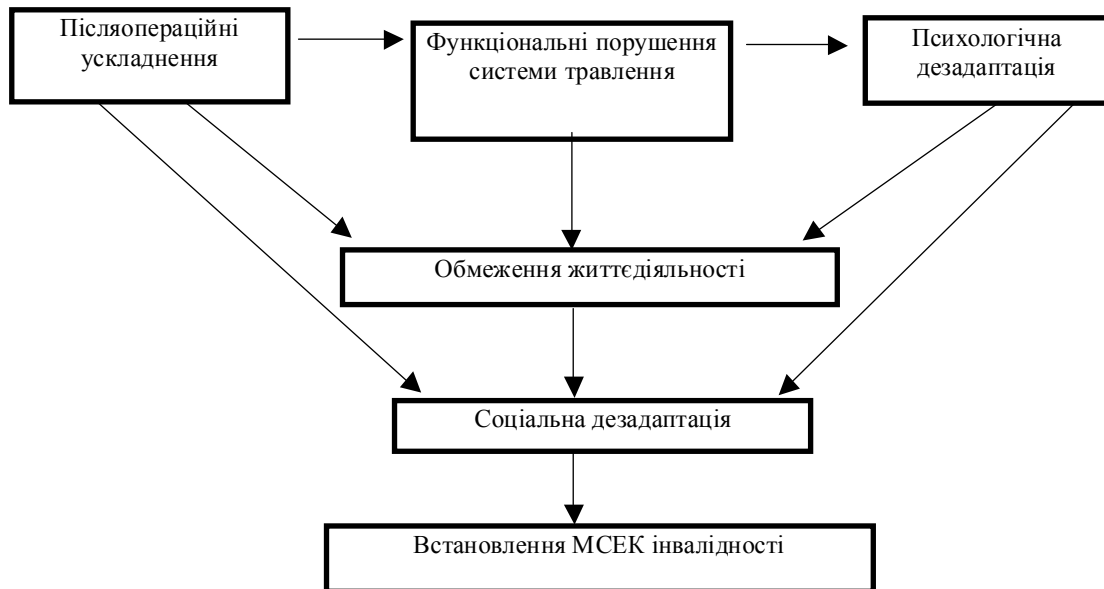 Післяопераційні
ускладнення
Функціональні порушення
системи травлення
Психологічна
дезадаптація
Обмеження життєдіяльності
Соціальна дезадаптація
Встановлення МСЕК інвалідності